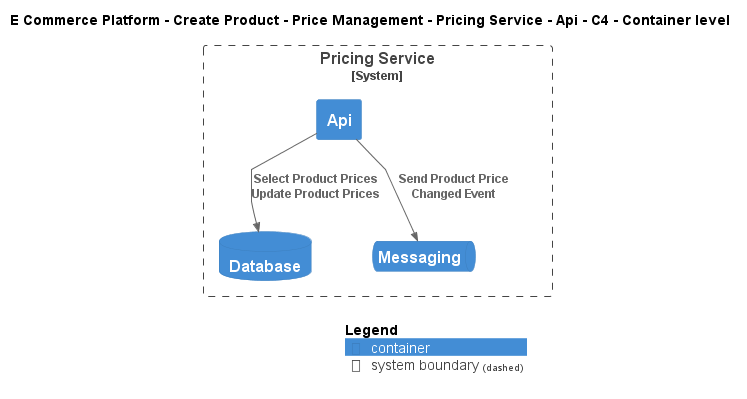 E Commerce Platform - Create Product - Price Management - Pricing Service - Api - C4 - Container level
Pricing Service
[System]
Api
Select Product Prices
Update Product Prices
Send Product Price
Changed Event
Database
Messaging
Legend
container
system boundary (dashed)